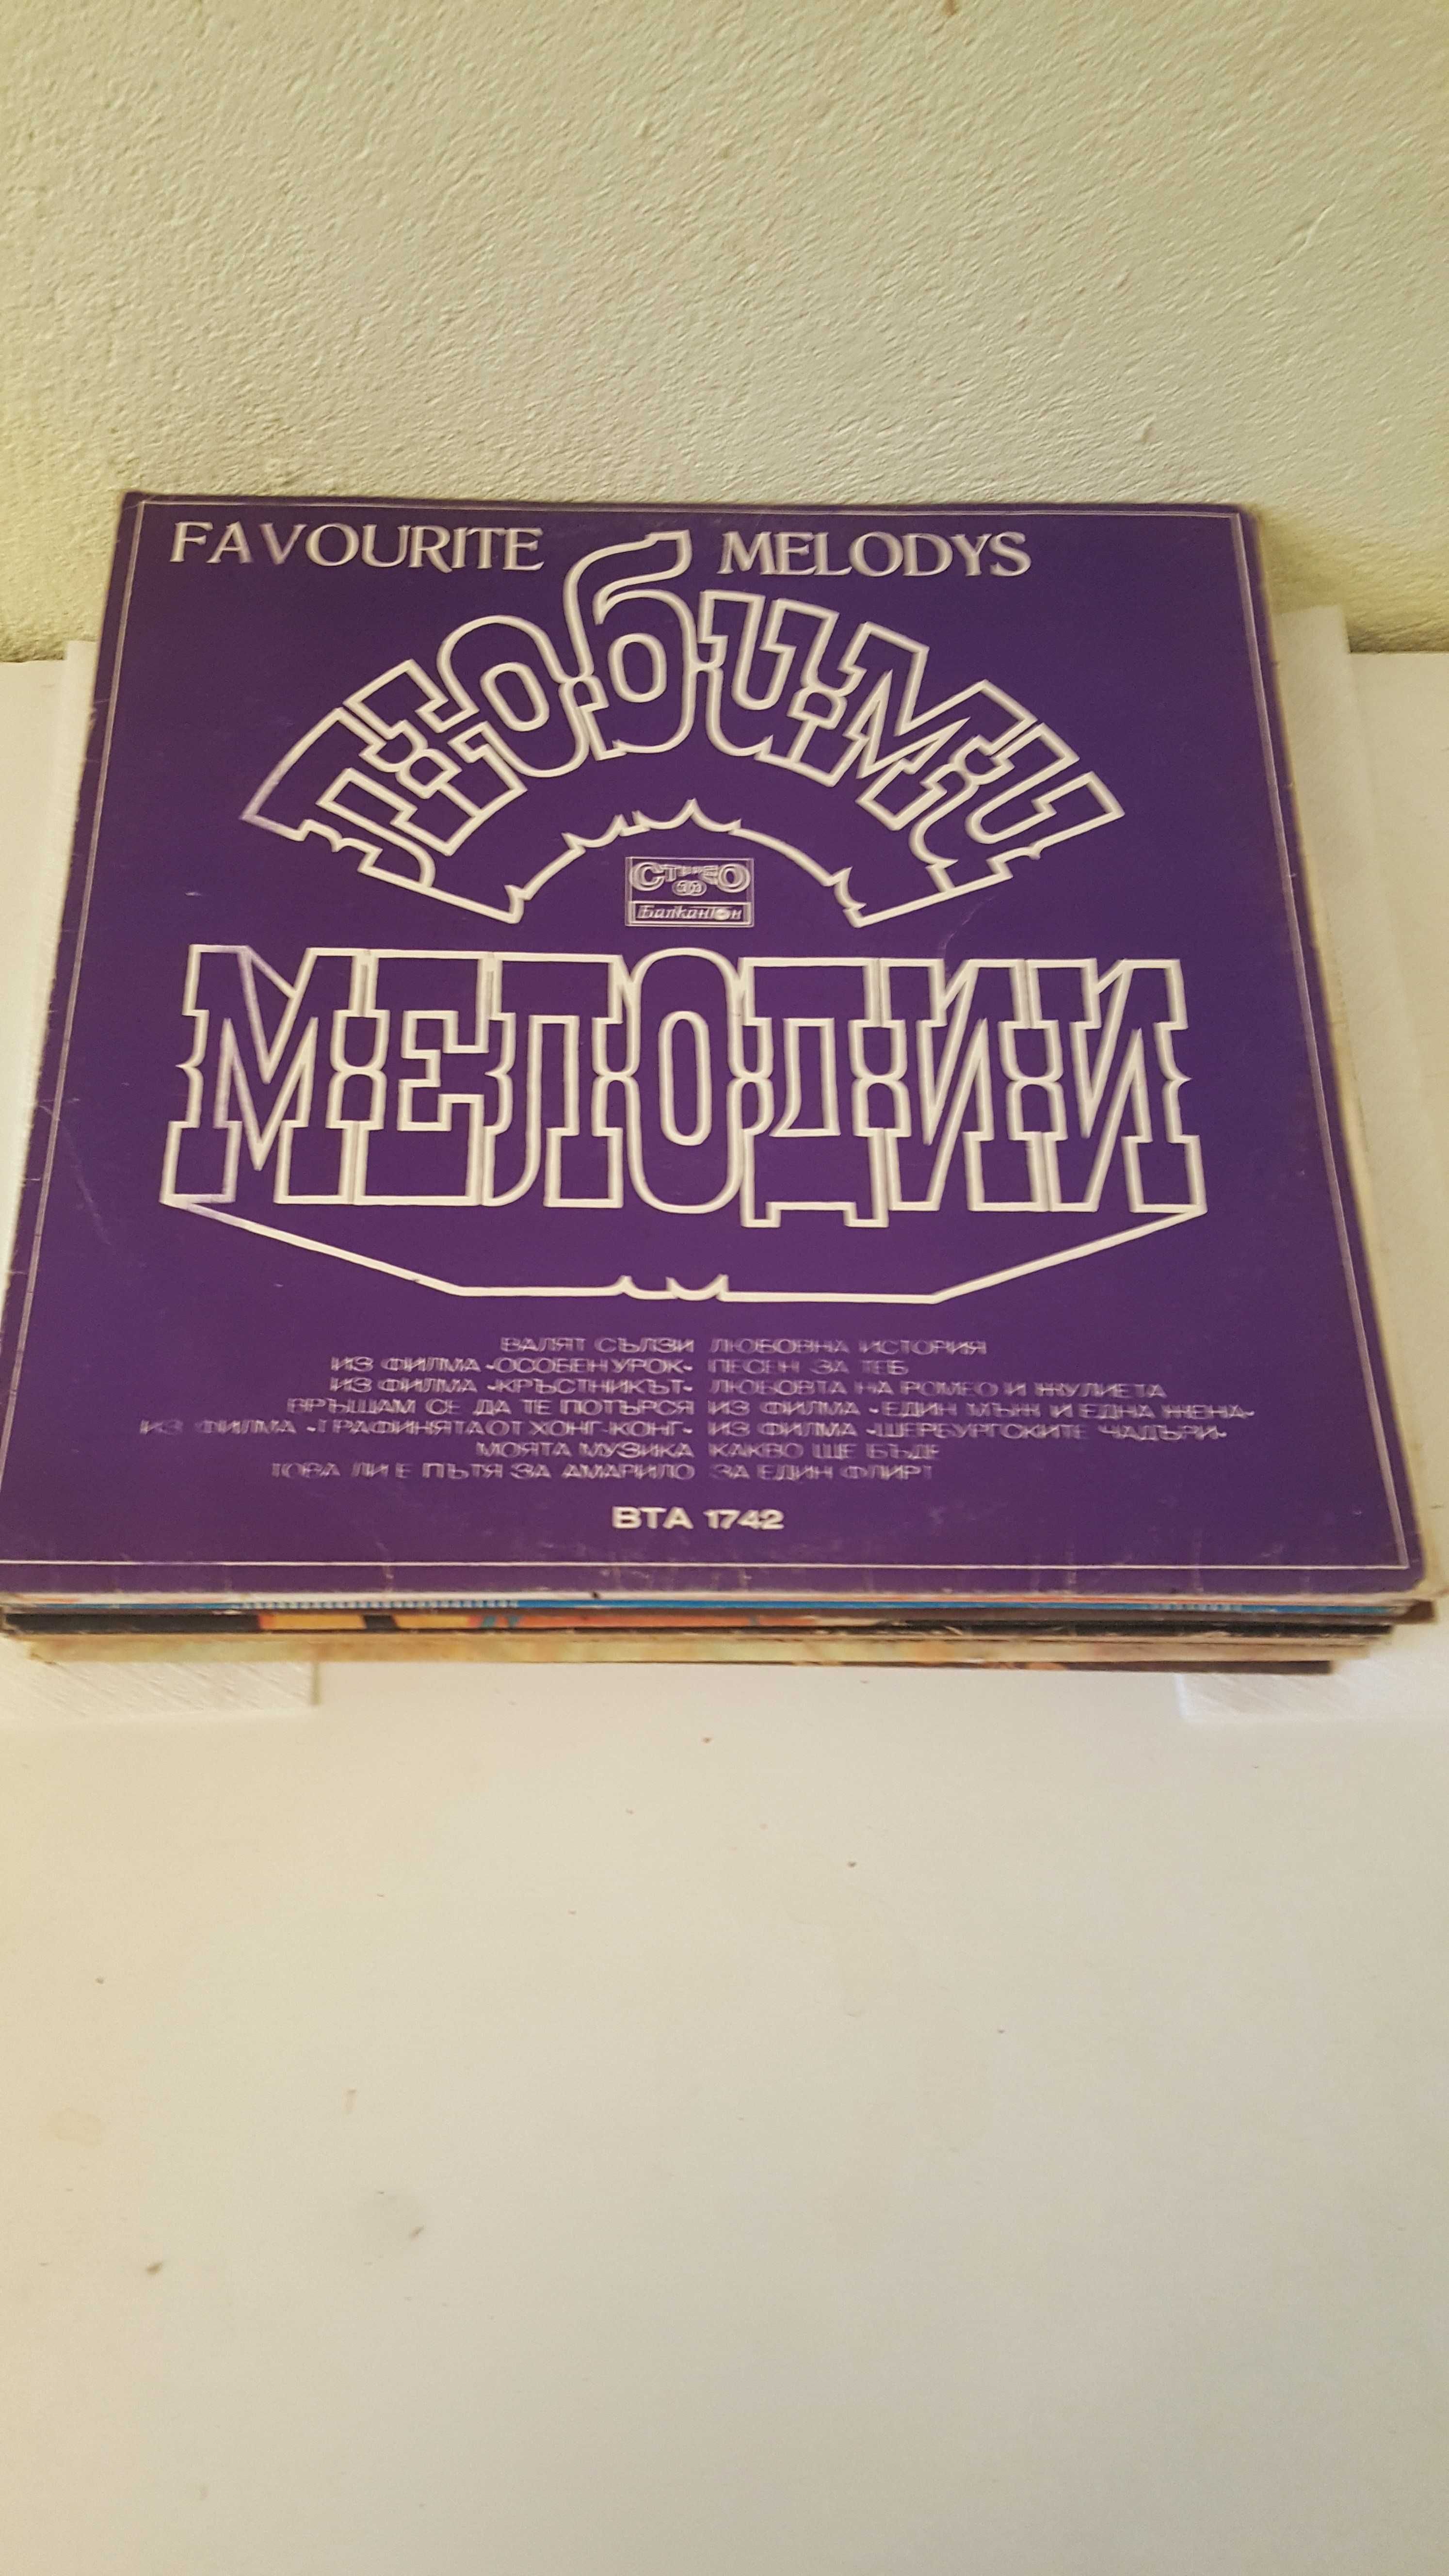 FAVOURITE MELODYS
Любими
СТЕРЕО
33
Балкантон
МЕЛОДИИ
ВАЛЯТ СЪЛЗИ ЛЮБОВНА ИСТОРИЯ
ИЗ ФИЛМА «ОСОБЕН УРОК» ПЕСЕН ЗА ТЕБ
ИЗ ФИЛМА «КРЪСТНИКЪТ» ЛЮБОВТА НА РОМЕО И ЖУЛИЕТА
ВРЪЩАМ СЕ ДА ТЕ ПОТЪРСЯ ИЗ ФИЛМА «ЕДИН МЪЖ И ЕДНА ЖЕНА»
ИЗ ФИЛМА «ГРАФИНЯТА ОТ ХОНГ-КОНГ» ИЗ ФИЛМА «ШЕРБУРГСКИТЕ ЧАДЪРИ»
МОЯТА МУЗИКА КАКВО ЩЕ БЪДЕ
ТОВА ЛИ Е ПЪТЯ ЗА АМАРИЛО ЗА ЕДИН ФЛИРТ
ВТА 1742